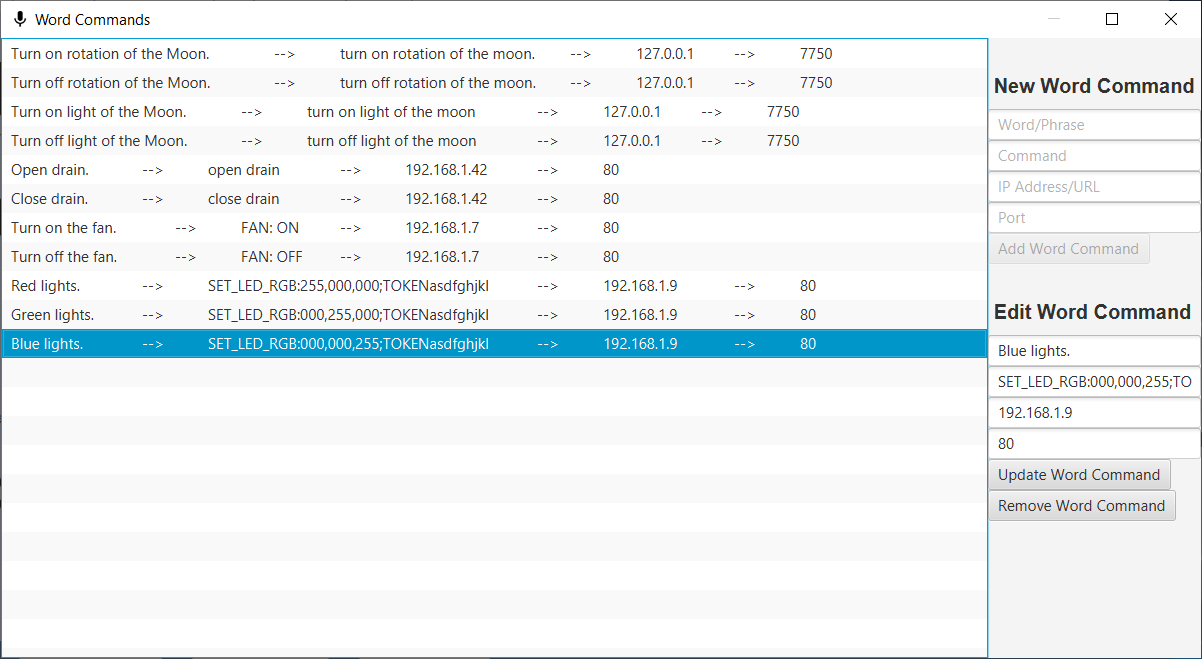 Word Commands
Turn on rotation of the Moon. --> turn on rotation of the moon. --> 127.0.0.1 --> 7750
Turn off rotation of the Moon. --> turn off rotation of the moon. --> 127.0.0.1 --> 7750
Turn on light of the Moon. --> turn on light of the moon --> 127.0.0.1 --> 7750
Turn off light of the Moon. --> turn off light of the moon --> 127.0.0.1 --> 7750
Open drain. --> open drain --> 192.168.1.42 --> 80
Close drain. --> close drain --> 192.168.1.42 --> 80
Turn on the fan. --> FAN: ON --> 192.168.1.7 --> 80
Turn off the fan. --> FAN: OFF --> 192.168.1.7 --> 80
Red lights. --> SET_LED_RGB:255,000,000;TOKENasdfghjkl --> 192.168.1.9 --> 80
Green lights. --> SET_LED_RGB:000,255,000;TOKENasdfghjkl --> 192.168.1.9 --> 80
Blue lights. --> SET_LED_RGB:000,000,255;TOKENasdfghjkl --> 192.168.1.9 --> 80
New Word Command
Word/Phrase
Command
IP Address/URL
Port
Add Word Command
Edit Word Command
Blue lights.
SET_LED_RGB:000,000,255;TO
192.168.1.9
80
Update Word Command
Remove Word Command